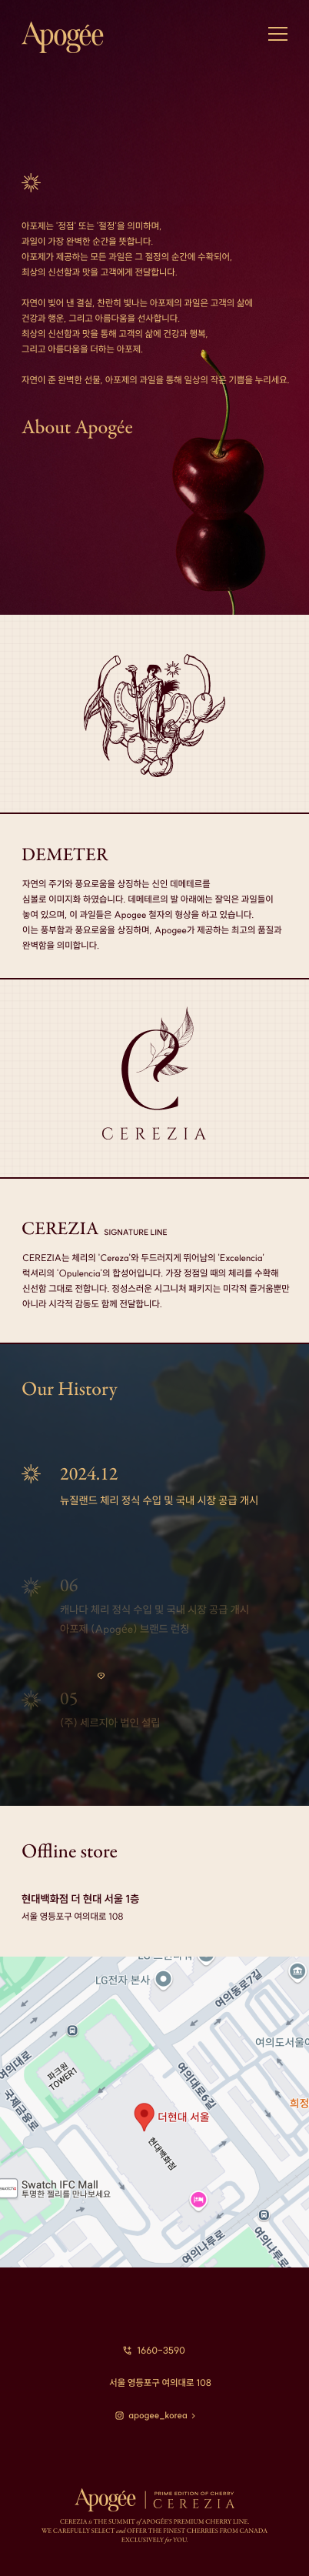 Apogée
아포제는 '정점' 또는 '절정'을 의미하며,
과일이 가장 완벽한 순간을 뜻합니다.
아포제가 제공하는 모든 과일은 그 절정의 순간에 수확되어,
최상의 신선함과 맛을 고객에게 전달합니다.
자연이 빚어 낸 결실, 찬란히 빛나는 아포제의 과일은 고객의 삶에
건강과 행운, 그리고 아름다움을 선사합니다.
최상의 신선함과 맛을 통해 고객의 삶에 건강과 행복,
그리고 아름다움을 더하는 아포제.
자연이 준 완벽한 선물, 아포제의 과일을 통해 일상의 작은 기쁨을 누리세요.
About Apogée
DEMETER
자연의 주기와 풍요로움을 상징하는 신인 데메테르를
심볼로 이미지화 하였습니다. 데메테르의 발 아래에는 잘익은 과일들이
놓여 있으며, 이 과일들은 Apogee 철자의 형상을 하고 있습니다.
이는 풍부함과 풍요로움을 상징하며, Apogee가 제공하는 최고의 품질과
완벽함을 의미합니다.
CEREZIA
CEREZIA SIGNATURE LINE
CEREZIA는 체리의 'Cereza'와 두드러지게 뛰어남의 'Excelencia'
럭셔리의 'Opulencia'의 합성어입니다. 가장 정점일 때의 체리를 수확해
신선함 그대로 전합니다. 정성스러운 시그니처 패키지는 미각적 즐거움뿐만
아니라 시각적 감동도 함께 전달합니다.
Our History
2024.12
뉴질랜드 체리 정식 수입 및 국내 시장 공급 개시
06
캐나다 체리 정식 수입 및 국내 시장 공급 개시
아포제 (Apogée) 브랜드 런칭
05
(주) 세르지아 법인 설립
Offline store
현대백화점 더 현대 서울 1층
서울 영등포구 여의대로 108
LG전자 본사
여의동로7길
여의도서울이
여의대로
파크원
TOWER1
여의대로6길
국제금융로
더현대 서울
현대백화점
Swatch IFC Mall
투명한 젤리를 만나보세요
여의나루로
여의나루로
1660-3590
서울 영등포구 여의대로 108
apogee_korea >
Apogée
PRIME EDITION OF CHERRY
CEREZIA
CEREZIA is THE SUMMIT of APOGÉE'S PREMIUM CHERRY LINE.
WE CAREFULLY SELECT and OFFER THE FINEST CHERRIES FROM CANADA
EXCLUSIVELY for YOU.